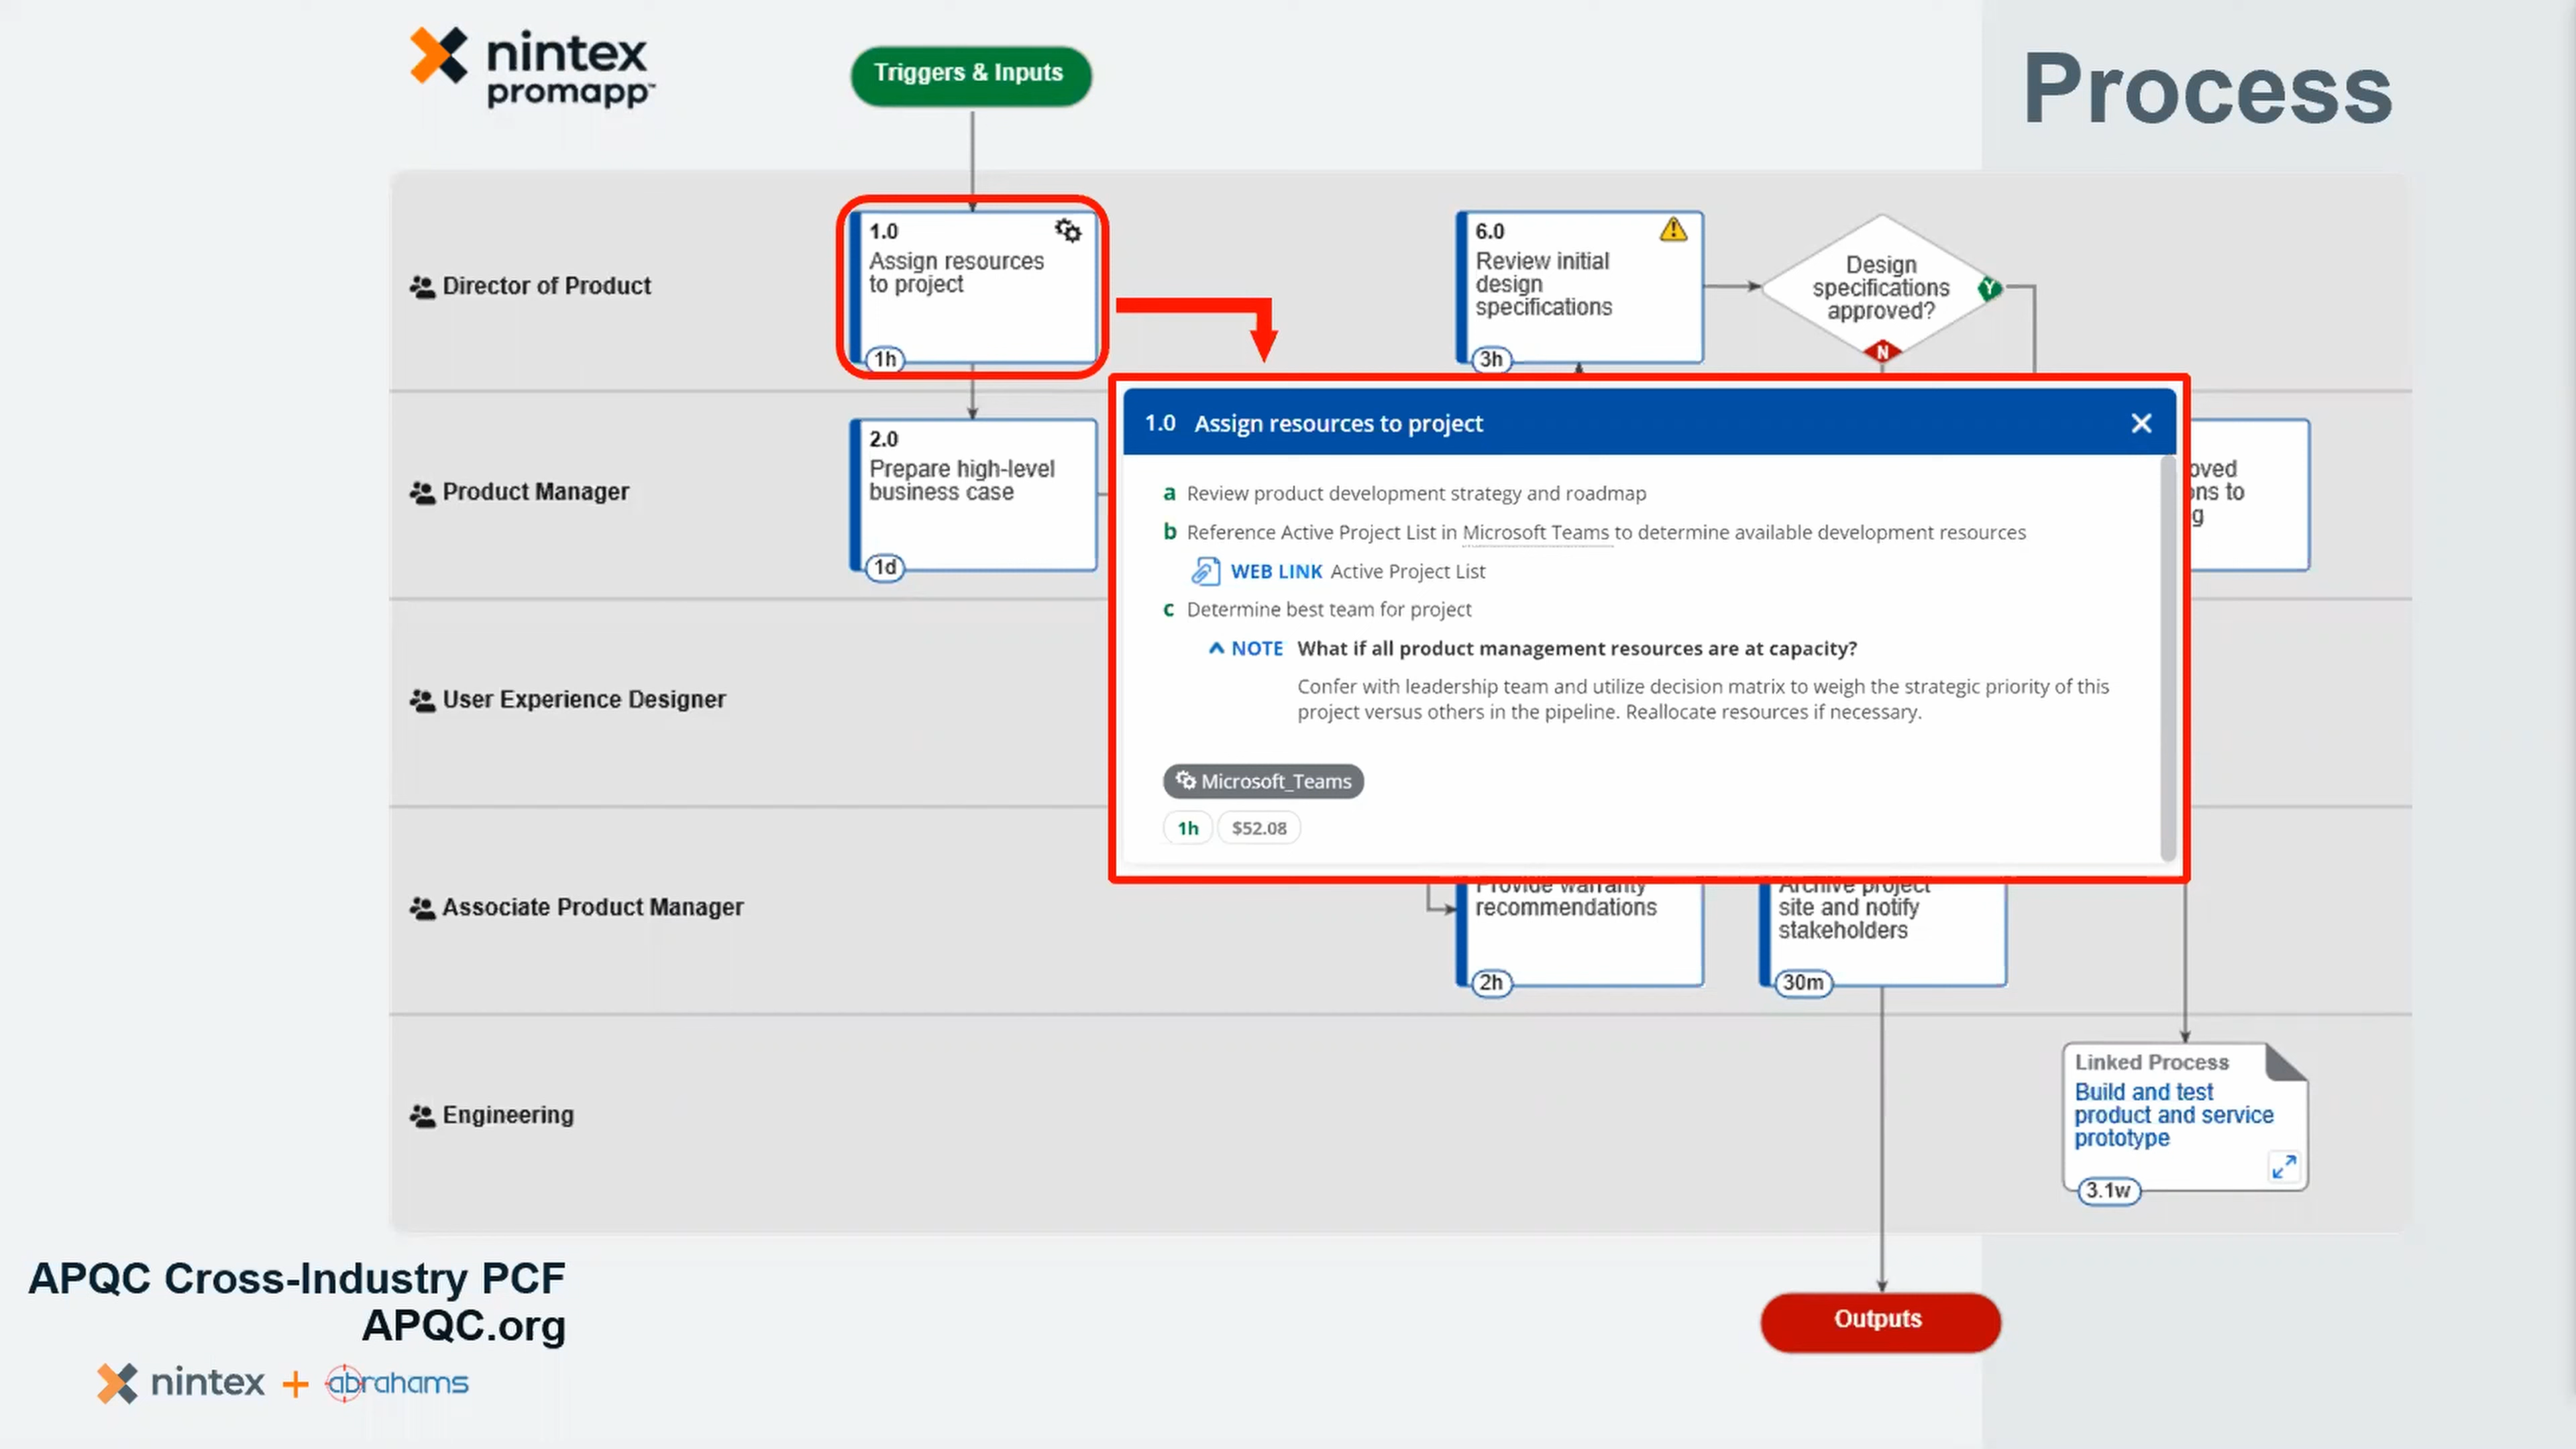 nintex
promapp
Triggers & Inputs
Process
Director of Product
1.0
Assign resources
to project
1h
6.0
Review initial
design
specifications
3h
Design
specifications
approved?
Y
N
Product Manager
2.0
Prepare high-level
business case
1d
1.0 Assign resources to project
a Review product development strategy and roadmap
b Reference Active Project List in Microsoft Teams to determine available development resources
WEB LINK Active Project List
c Determine best team for project
NOTE What if all product management resources are at capacity?
Confer with leadership team and utilize decision matrix to weigh the strategic priority of this
project versus others in the pipeline. Reallocate resources if necessary.
Microsoft_Teams
1h $52.08
User Experience Designer
Associate Product Manager
Provide warranty
recommendations
2h
Archive project
site and notify
stakeholders
30m
Engineering
Linked Process
Build and test
product and service
prototype
3.1w
Outputs
APQC Cross-Industry PCF
APQC.org
nintex + abrahams